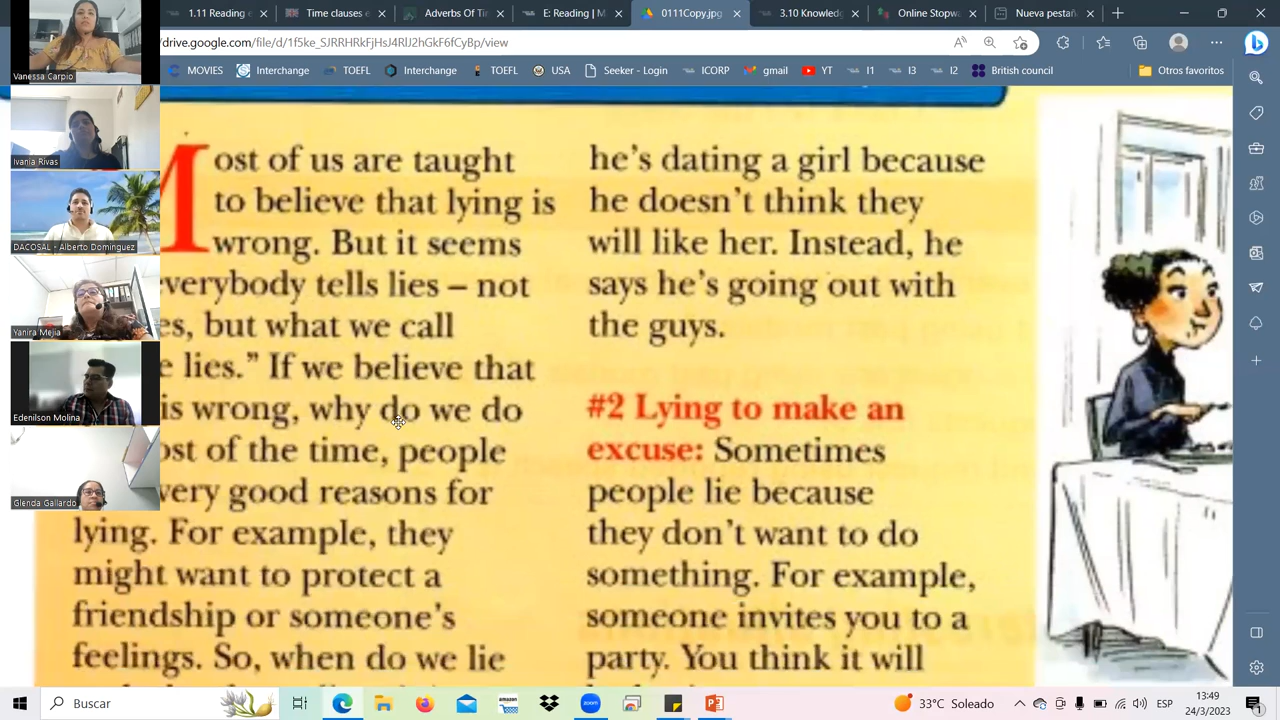 1.11 Reading
Time clauses
Adverbs Of
E: Reading | M
0111Copy.jpg
3.10 Knowledg
Online Stopw
Nueva pestañ
drive.google.com/file/d/1f5ke_SJRRHRkFjHsJ4RlJ2hGkF6fCyBp/view
MOVIES
Interchange
TOEFL
Interchange
TOEFL
USA
Seeker - Login
ICORP
gmail
YT
I1
I3
I2
British council
Otros favoritos
Vanessa Carpio
Ivania Rivas
DACOSAL - Alberto Dominguez
Yanira Mejia
Edenilson Molina
Glenda Gallardo
Most of us are taught
to believe that lying is
wrong. But it seems
everybody tells lies – not
es, but what we call
e lies.” If we believe that
is wrong, why do we do
ost of the time, people
very good reasons for
lying. For example, they
might want to protect a
friendship or someone’s
feelings. So, when do we lie
he’s dating a girl because
he doesn’t think they
will like her. Instead, he
says he’s going out with
the guys.
#2 Lying to make an
excuse: Sometimes
people lie because
they don’t want to do
something. For example,
someone invites you to a
party. You think it will
Buscar
amazon
zoom
33°C Soleado
ESP
13:49
24/3/2023
1